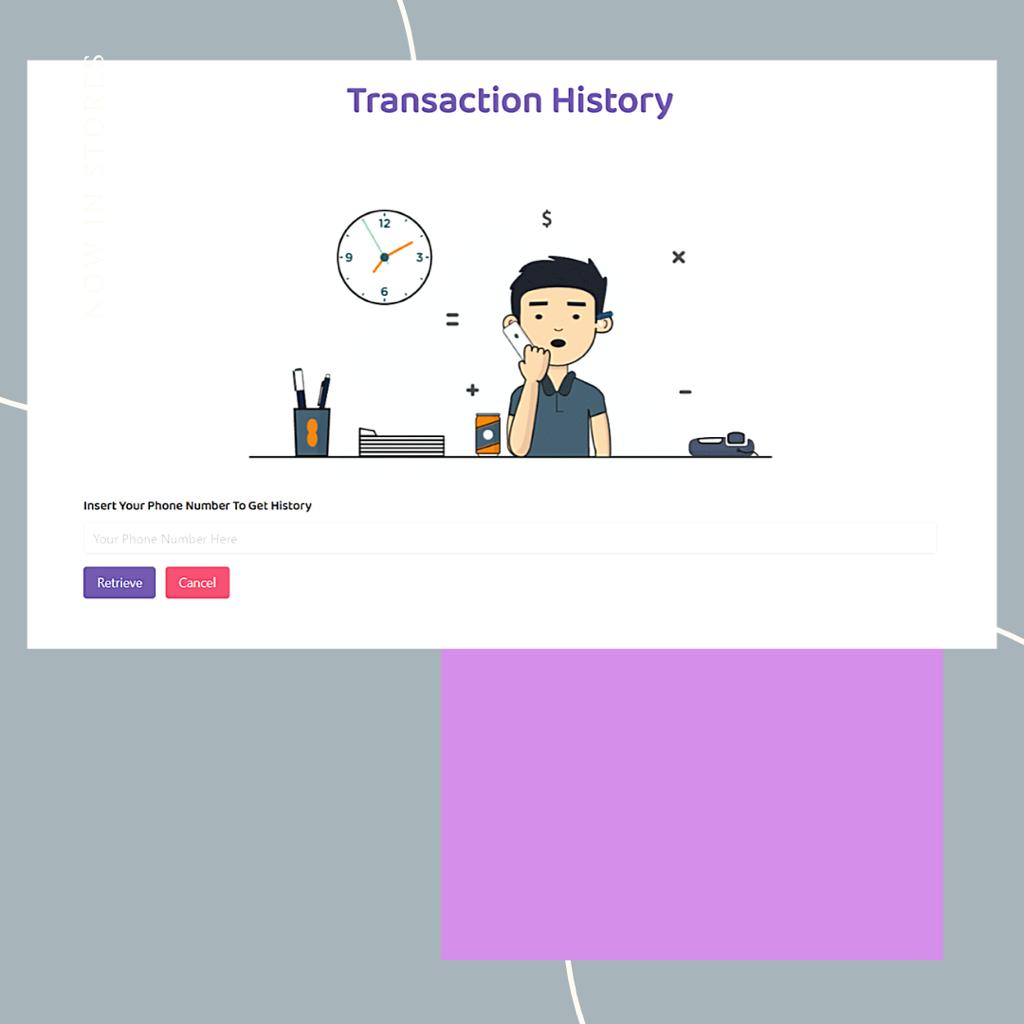 NOW IN STORES
Transaction History
12
9
3
6
$
×
=
+
-
Insert Your Phone Number To Get History
Your Phone Number Here
Retrieve
Cancel